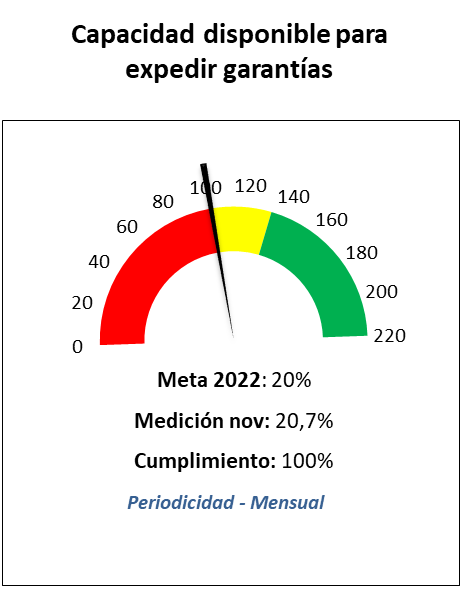 Capacidad disponible para
expedir garantías
0
20
40
60
80
100
120
140
160
180
200
220
Meta 2022: 20%
Medición nov: 20,7%
Cumplimiento: 100%
Periodicidad - Mensual